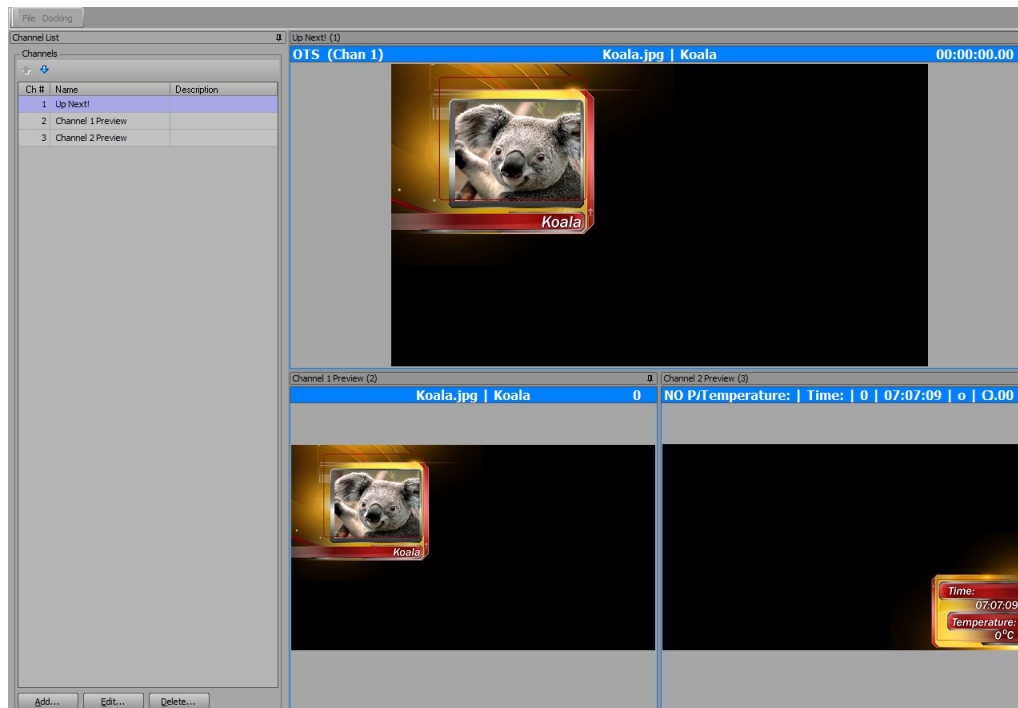 File Docking
Channel List
Channels
Ch # Name Description
1 Up Next!
2 Channel 1 Preview
3 Channel 2 Preview
Add... Edit... Delete...
Up Next! (1)
OTS (Chan 1) Koala.jpg | Koala 00:00:00.00
Koala
Channel 1 Preview (2)
Koala.jpg | Koala 0
Koala
Channel 2 Preview (3)
NO P/Temperature: | Time: | 0 | 07:07:09 | o | .00
Time:
07:07:09
Temperature:
0°C